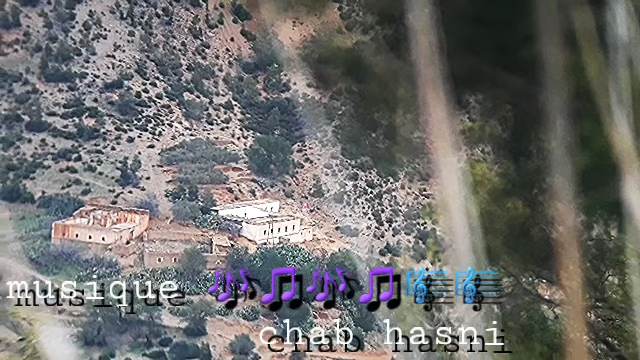 musique 🎶🎵🎶🎵🎼🎼
chab hasni